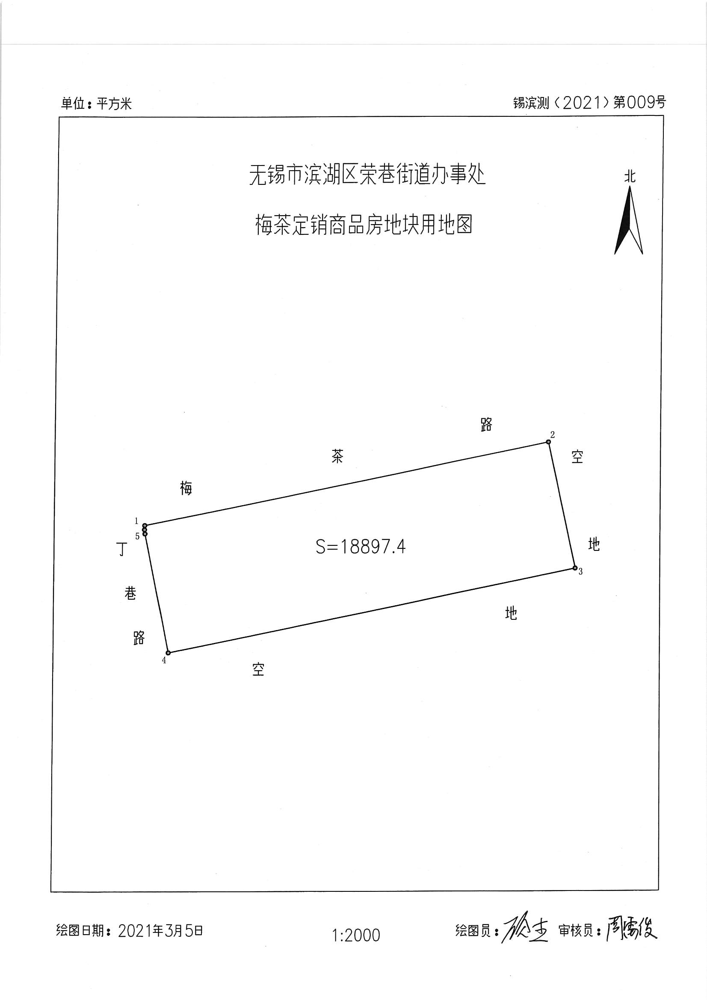 单位：平方米
锡滨测〈2021〉第009号
无锡市滨湖区荣巷街道办事处
梅茶定销商品房地块用地图
北
梅茶路
2
空地
1
5
丁巷路
S=18897.4
3
4
空地
绘图日期：2021年3月5日
1:2000
绘图员：
审核员：周雪俊